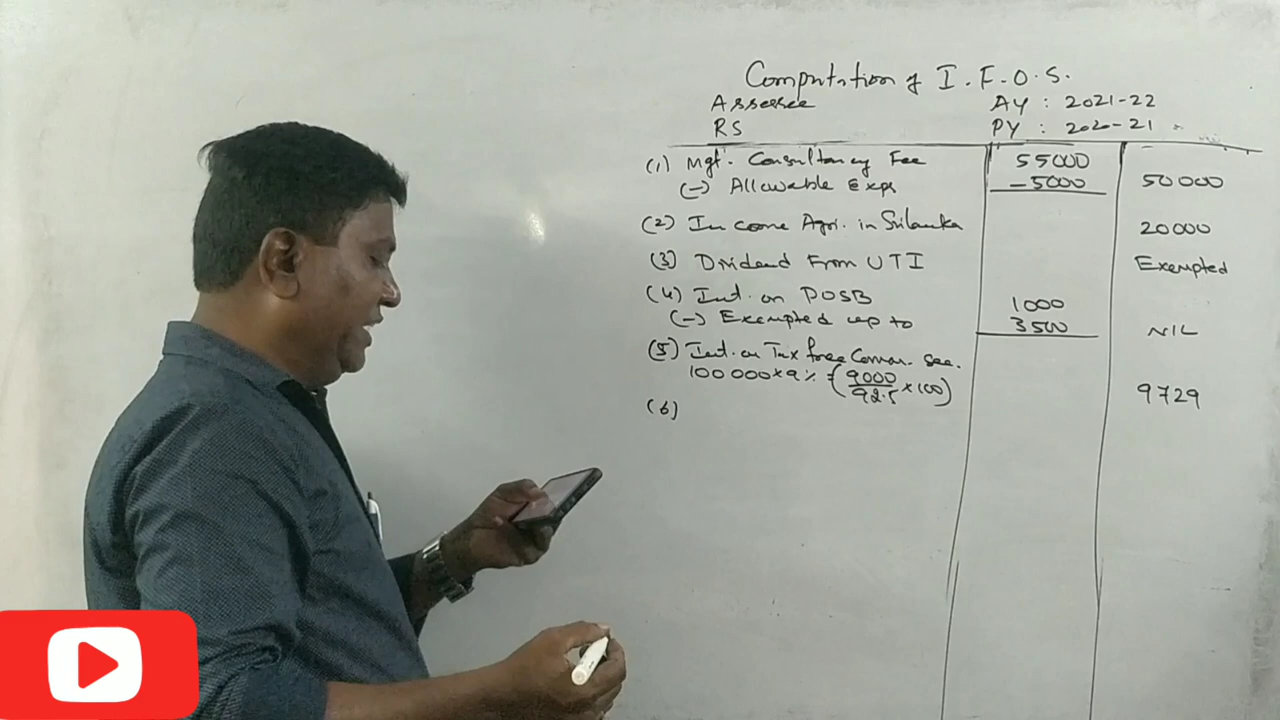 Computation of I.F.O.S.
Assessee AY : 2021-22
RS PY : 2020-21
(1) Mgt. Consultancy Fee 55000
(-) Allowable Exps -5000 50000
(2) Income Agri. in Srilanka 20000
(3) Dividend From UTI Exempted
(4) Int. on POSB 1000
(-) Exempted up to 3500 NIL
(5) Int. on Tax free Comm. sec.
100000×9% = (9000/92.5 ×100) 9729
(6)